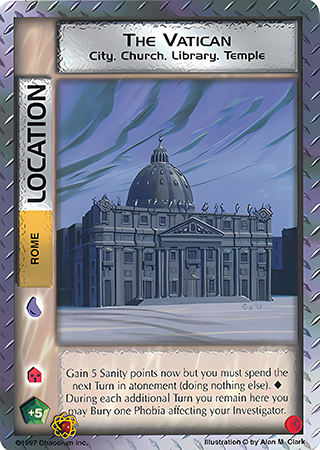 The Vatican
City, Church, Library, Temple
LOCATION
ROME
Gain 5 Sanity points now but you must spend the
next Turn in atonement (doing nothing else). ◆
During each additional Turn you remain here you
may Bury one Phobia affecting your Investigator.
+5
©1997 Chaosium Inc.
Illustration © by Alan M. Clark